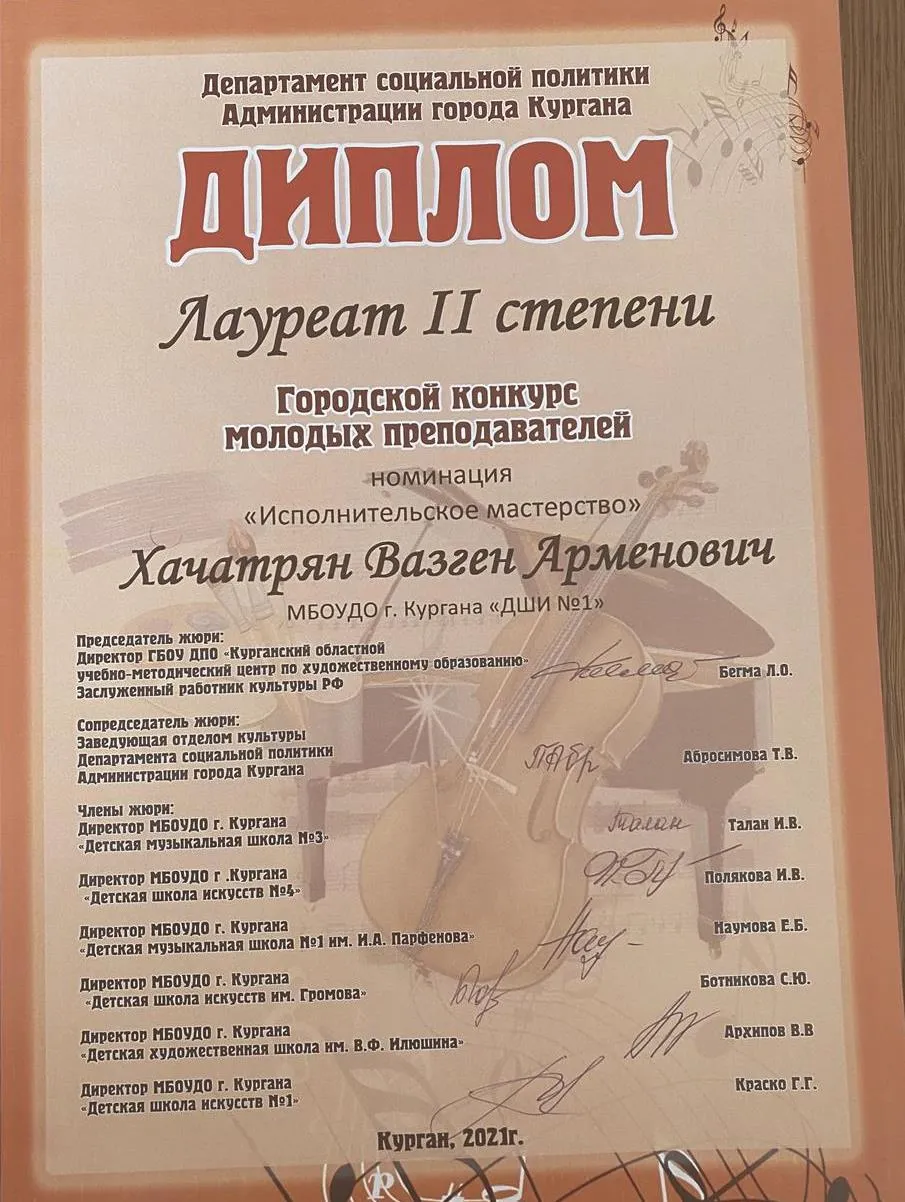 Департамент социальной политики
Администрации города Кургана
ДИПЛОМ
Лауреат II степени
Городской конкурс
молодых преподавателей
номинация
«Исполнительское мастерство»
Хачатрян Вазген Арменович
МБОУДО г. Кургана «ДШИ №1»
Председатель жюри:
Директор ГБОУ ДПО «Курганский областной
учебно-методический центр по художественному образованию»
Заслуженный работник культуры РФ
Бегма Л.О.
Сопредседатель жюри:
Заведующая отделом культуры
Департамента социальной политики
Администрации города Кургана
Абросимова Т.В.
Члены жюри:
Директор МБОУДО г. Кургана
«Детская музыкальная школа №3»
Талан И.В.
Директор МБОУДО г .Кургана
«Детская школа искусств №4»
Полякова И.В.
Директор МБОУДО г. Кургана
«Детская музыкальная школа №1 им. И.А. Парфенова»
Наумова Е.Б.
Директор МБОУДО г. Кургана
«Детская школа искусств им. Громова»
Ботникова С.Ю.
Директор МБОУДО г. Кургана
«Детская художественная школа им. В.Ф. Илюшина»
Архипов В.В
Директор МБОУДО г. Кургана
«Детская школа искусств №1»
Краско Г.Г.
Курган, 2021г.